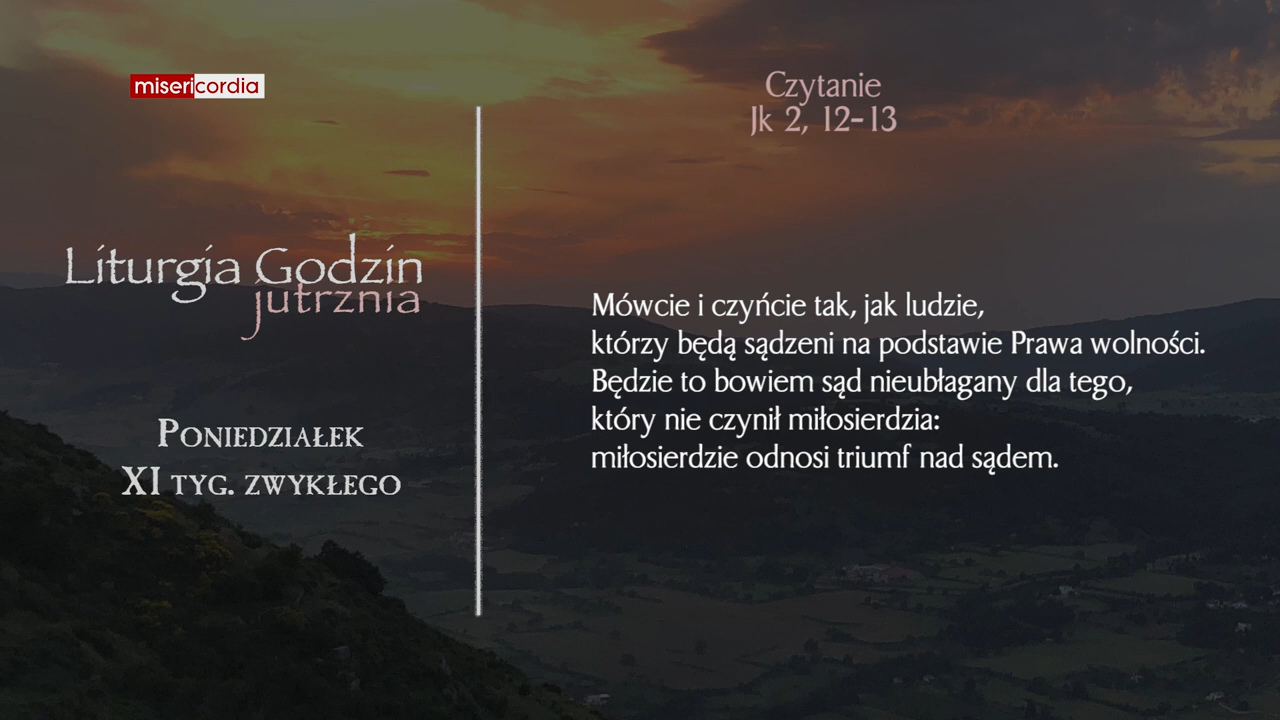 misericordia
Liturgia Godzin
jutrznia
Poniedziałek
XI tyg. zwykłego
Czytanie
Jk 2, 12-13
Mówcie i czyńcie tak, jak ludzie,
którzy będą sądzeni na podstawie Prawa wolności.
Będzie to bowiem sąd nieubłagany dla tego,
który nie czynił miłosierdzia:
miłosierdzie odnosi triumf nad sądem.